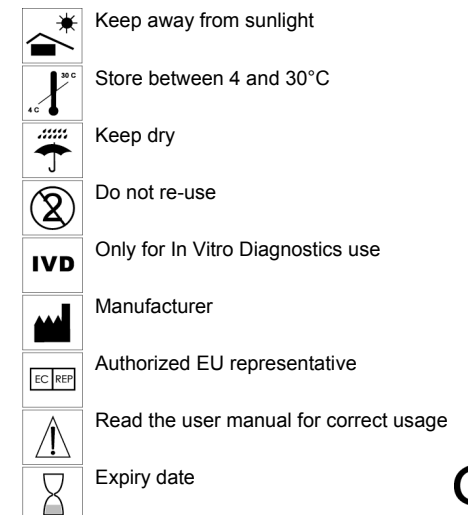 Keep away from sunlight
30 C
4 C
Store between 4 and 30°C
Keep dry
2
Do not re-use
IVD
Only for In Vitro Diagnostics use
Manufacturer
EC REP
Authorized EU representative
!
Read the user manual for correct usage
Expiry date